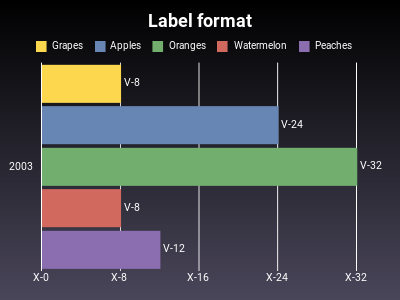 Label format
Grapes Apples Oranges Watermelon Peaches
V-8
V-24
2003 V-32
V-8
V-12
X-0 X-8 X-16 X-24 X-32